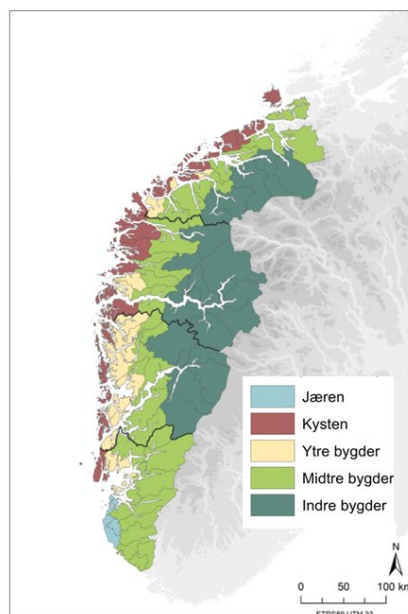 Jæren
Kysten
Ytre bygder
Midtre bygder
Indre bygder
N
0 50 100 km